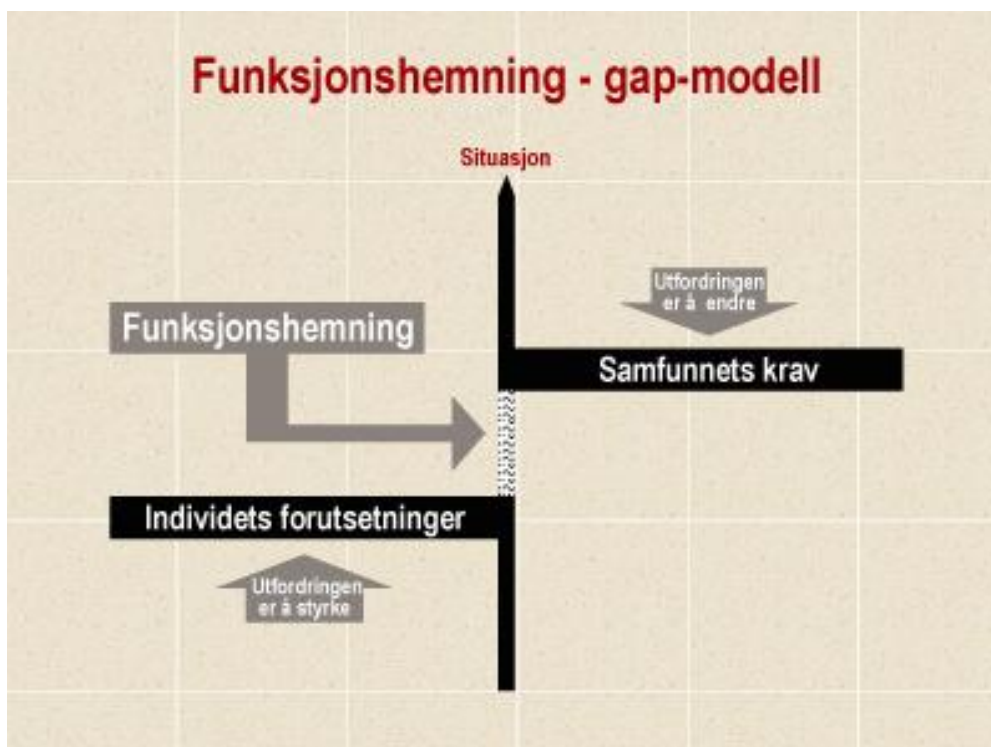 Funksjonshemning - gap-modell
Situasjon
Utfordringen
er å endre
Funksjonshemning
Samfunnets krav
Individets forutsetninger
Utfordringen
er å styrke